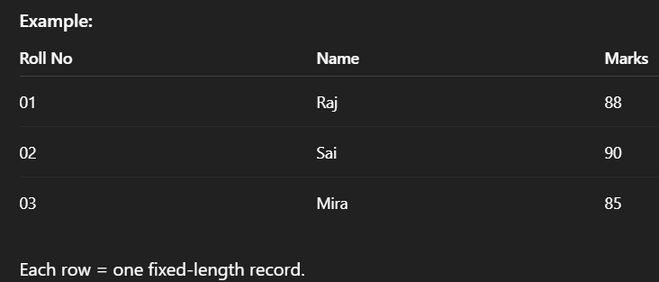 Example:
Roll No Name Marks
01 Raj 88
02 Sai 90
03 Mira 85
Each row = one fixed-length record.